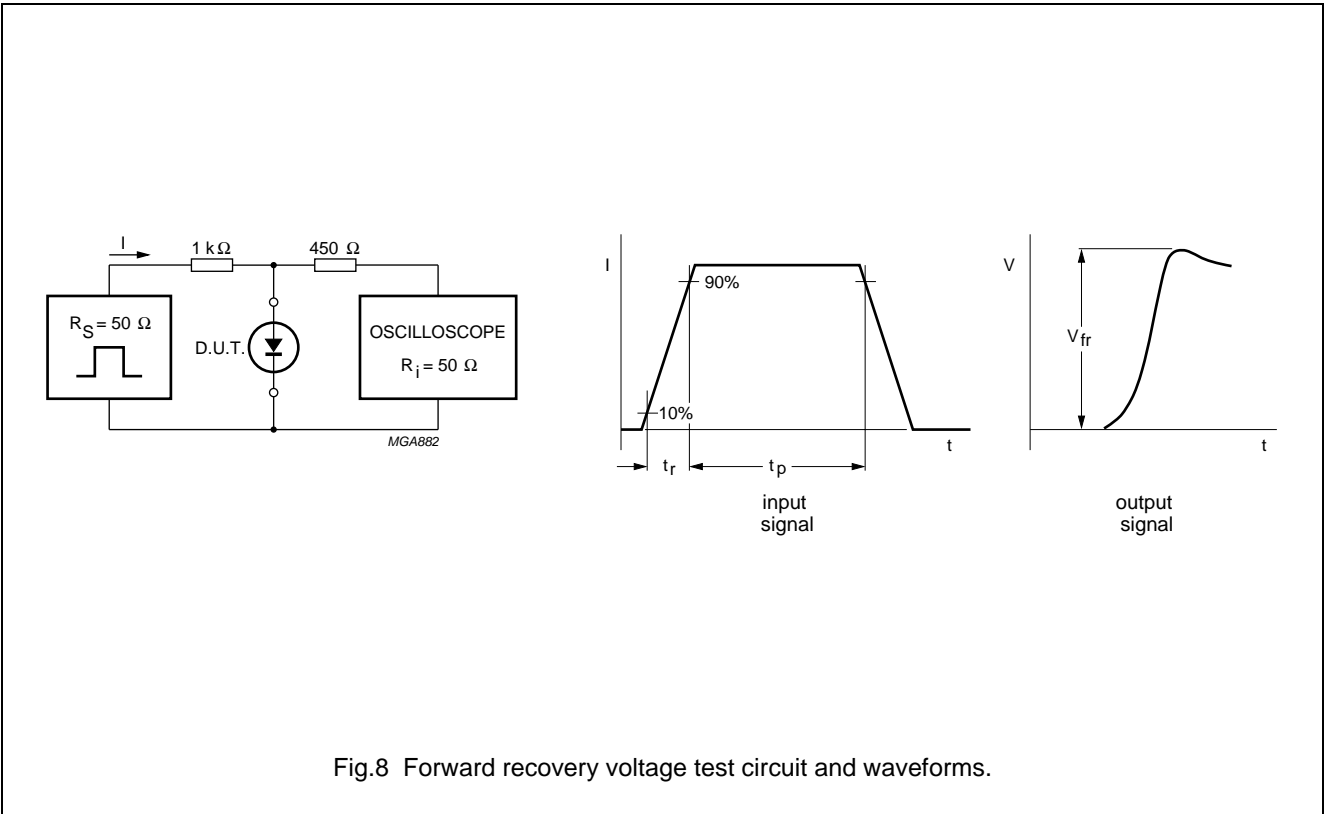 I
1 kΩ
450 Ω
R_S = 50 Ω
D.U.T.
OSCILLOSCOPE
R_i = 50 Ω
MGA882
I
90%
10%
t
t_r
t_p
input
signal
V
V_fr
t
output
signal
Fig.8 Forward recovery voltage test circuit and waveforms.